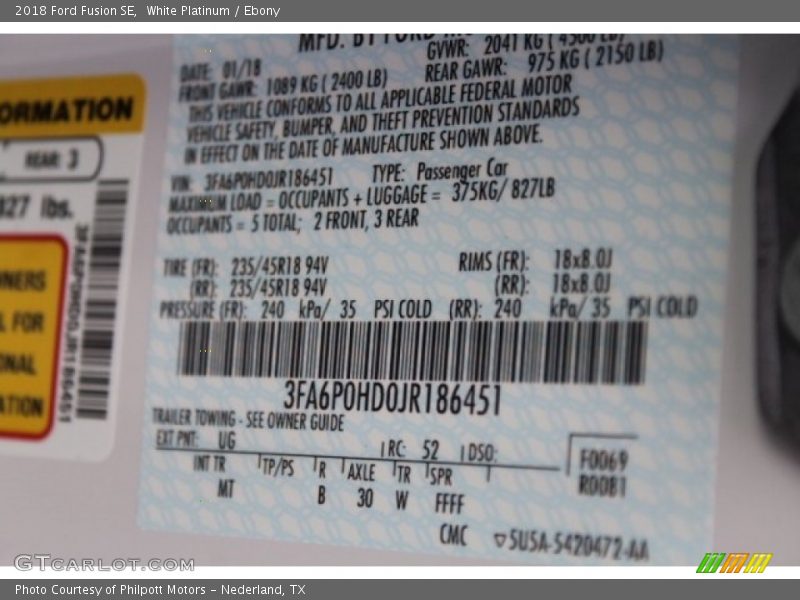 2018 Ford Fusion SE, White Platinum / Ebony
MFD. BY FORD
DATE: 01/18 GVWR: 2041 KG ( 4500 LB)
FRONT GAWR: 1089 KG ( 2400 LB) REAR GAWR: 975 KG ( 2150 LB)
THIS VEHICLE CONFORMS TO ALL APPLICABLE FEDERAL MOTOR
VEHICLE SAFETY, BUMPER, AND THEFT PREVENTION STANDARDS
IN EFFECT ON THE DATE OF MANUFACTURE SHOWN ABOVE.
VIN: 3FA6P0HD0JR186451 TYPE: Passenger Car
MAXIMUM LOAD = OCCUPANTS + LUGGAGE = 375KG/ 827LB
OCCUPANTS = 5 TOTAL; 2 FRONT, 3 REAR
TIRE (FR): 235/45R18 94V RIMS (FR): 18x8.0J
(RR): 235/45R18 94V (RR): 18x8.0J
PRESSURE (FR): 240 kPa/ 35 PSI COLD (RR): 240 kPa/ 35 PSI COLD
3FA6P0HD0JR186451
TRAILER TOWING - SEE OWNER GUIDE
EXT PNT: UG RC: 52 DSO: F0069
INT TR TP/PS R AXLE TR SPR R0081
MT B 30 W FFFF
CMC 5U5A-5420472-AA
ORMATION
REAR: 3
827 lbs.
3FA6P0HD0JR186451
WNERS
L FOR
ONAL
ATION
GTCARLOT.COM
Photo Courtesy of Philpott Motors - Nederland, TX